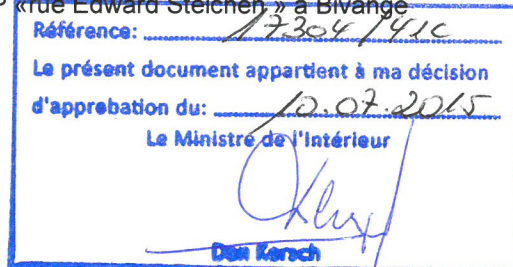 «rue Edward Steichen » à Bivange
Référence: 17304/41C
Le présent document appartient à ma décision
d'approbation du: 10.07.2015
Le Ministre de l'Intérieur
Dan Kersch